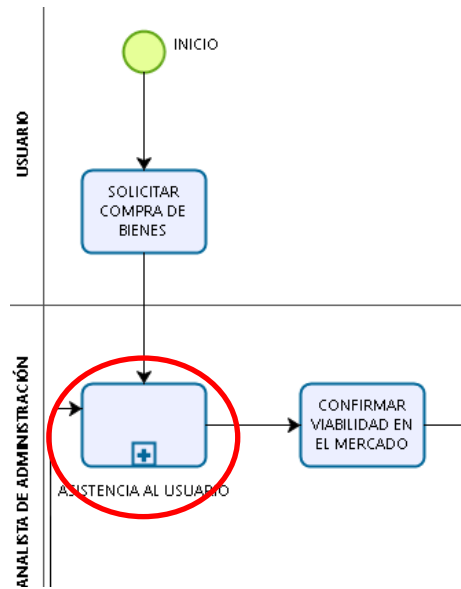 INICIO
USUARIO
SOLICITAR
COMPRA DE
BIENES
ANALISTA DE ADMINISTRACIÓN
CONFIRMAR
VIABILIDAD EN
EL MERCADO
ASISTENCIA AL USUARIO